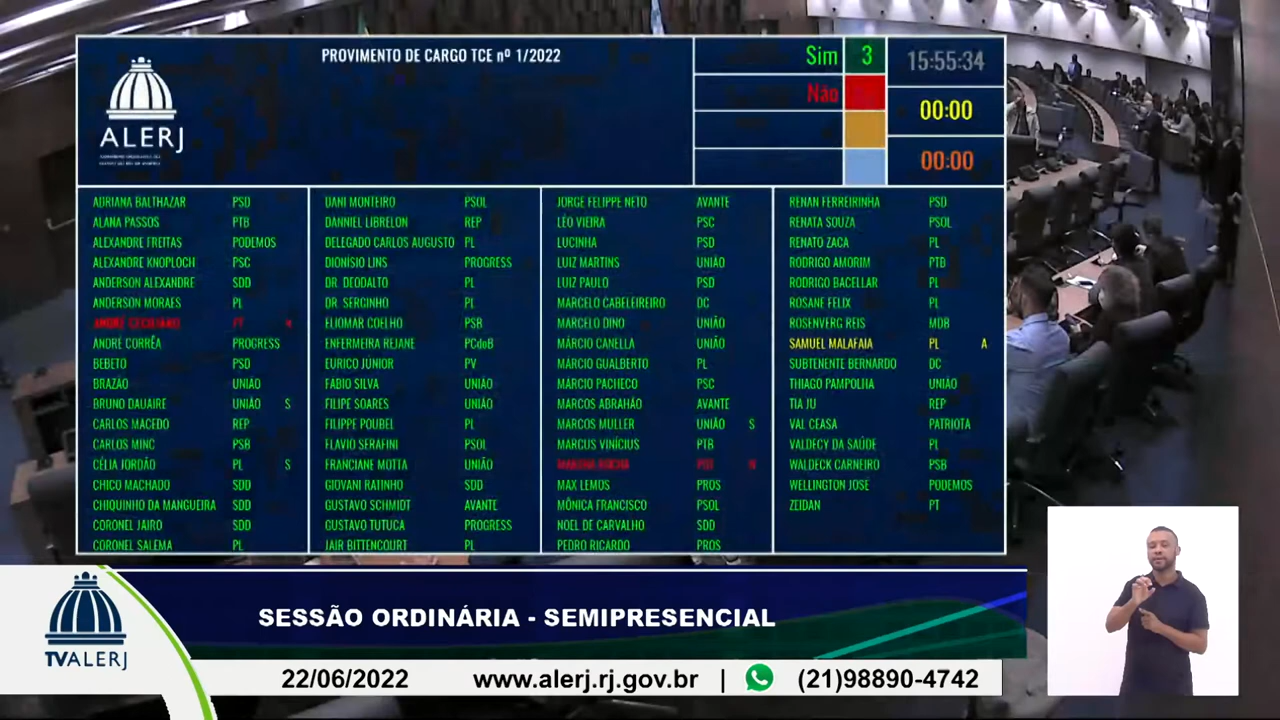 PROVIMENTO DE CARGO TCE nº 1/2022
ALERJ
Sim 3
Não
15:55:34
00:00
00:00
ADRIANA BALTHAZAR PSD
ALANA PASSOS PTB
ALEXANDRE FREITAS PODEMOS
ALEXANDRE KNOPLOCH PSC
ANDERSON ALEXANDRE SDD
ANDERSON MORAES PL
ANDRÉ CECILIANO PT N
ANDRÉ CORRÊA PROGRESS
BEBETO PSD
BRAZÃO UNIÃO
BRUNO DAUAIRE UNIÃO S
CARLOS MACEDO REP
CARLOS MINC PSB
CÉLIA JORDÃO PL S
CHICO MACHADO SDD
CHIQUINHO DA MANGUEIRA SDD
CORONEL JAIRO SDD
CORONEL SALEMA PL
DANI MONTEIRO PSOL
DANNIEL LIBRELON REP
DELEGADO CARLOS AUGUSTO PL
DIONÍSIO LINS PROGRESS
DR. DEODALTO PL
DR. SERGINHO PL
ELIOMAR COELHO PSB
ENFERMEIRA REJANE PCdoB
EURICO JÚNIOR PV
FÁBIO SILVA UNIÃO
FILIPE SOARES UNIÃO
FILIPPE POUBEL PL
FLAVIO SERAFINI PSOL
FRANCIANE MOTTA UNIÃO
GIOVANI RATINHO SDD
GUSTAVO SCHMIDT AVANTE
GUSTAVO TUTUCA PROGRESS
JAIR BITTENCOURT PL
JORGE FELIPPE NETO AVANTE
LÉO VIEIRA PSC
LUCINHA PSD
LUIZ MARTINS UNIÃO
LUIZ PAULO PSD
MARCELO CABELEIREIRO DC
MARCELO DINO UNIÃO
MÁRCIO CANELLA UNIÃO
MÁRCIO GUALBERTO PL
MÁRCIO PACHECO PSC
MARCOS ABRAHÃO AVANTE
MARCOS MULLER UNIÃO S
MARCUS VINÍCIUS PTB
MARTHA ROCHA PDT N
MAX LEMOS PROS
MÔNICA FRANCISCO PSOL
NOEL DE CARVALHO SDD
PEDRO RICARDO PROS
RENAN FERREIRINHA PSD
RENATA SOUZA PSOL
RENATO ZACA PL
RODRIGO AMORIM PTB
RODRIGO BACELLAR PL
ROSANE FELIX PL
ROSENVERG REIS MDB
SAMUEL MALAFAIA PL A
SUBTENENTE BERNARDO DC
THIAGO PAMPOLHA UNIÃO
TIA JU REP
VAL CEASA PATRIOTA
VALDECY DA SAÚDE PL
WALDECK CARNEIRO PSB
WELLINGTON JOSÉ PODEMOS
ZEIDAN PT
TVALERJ
SESSÃO ORDINÁRIA - SEMIPRESENCIAL
22/06/2022 www.alerj.rj.gov.br | (21)98890-4742